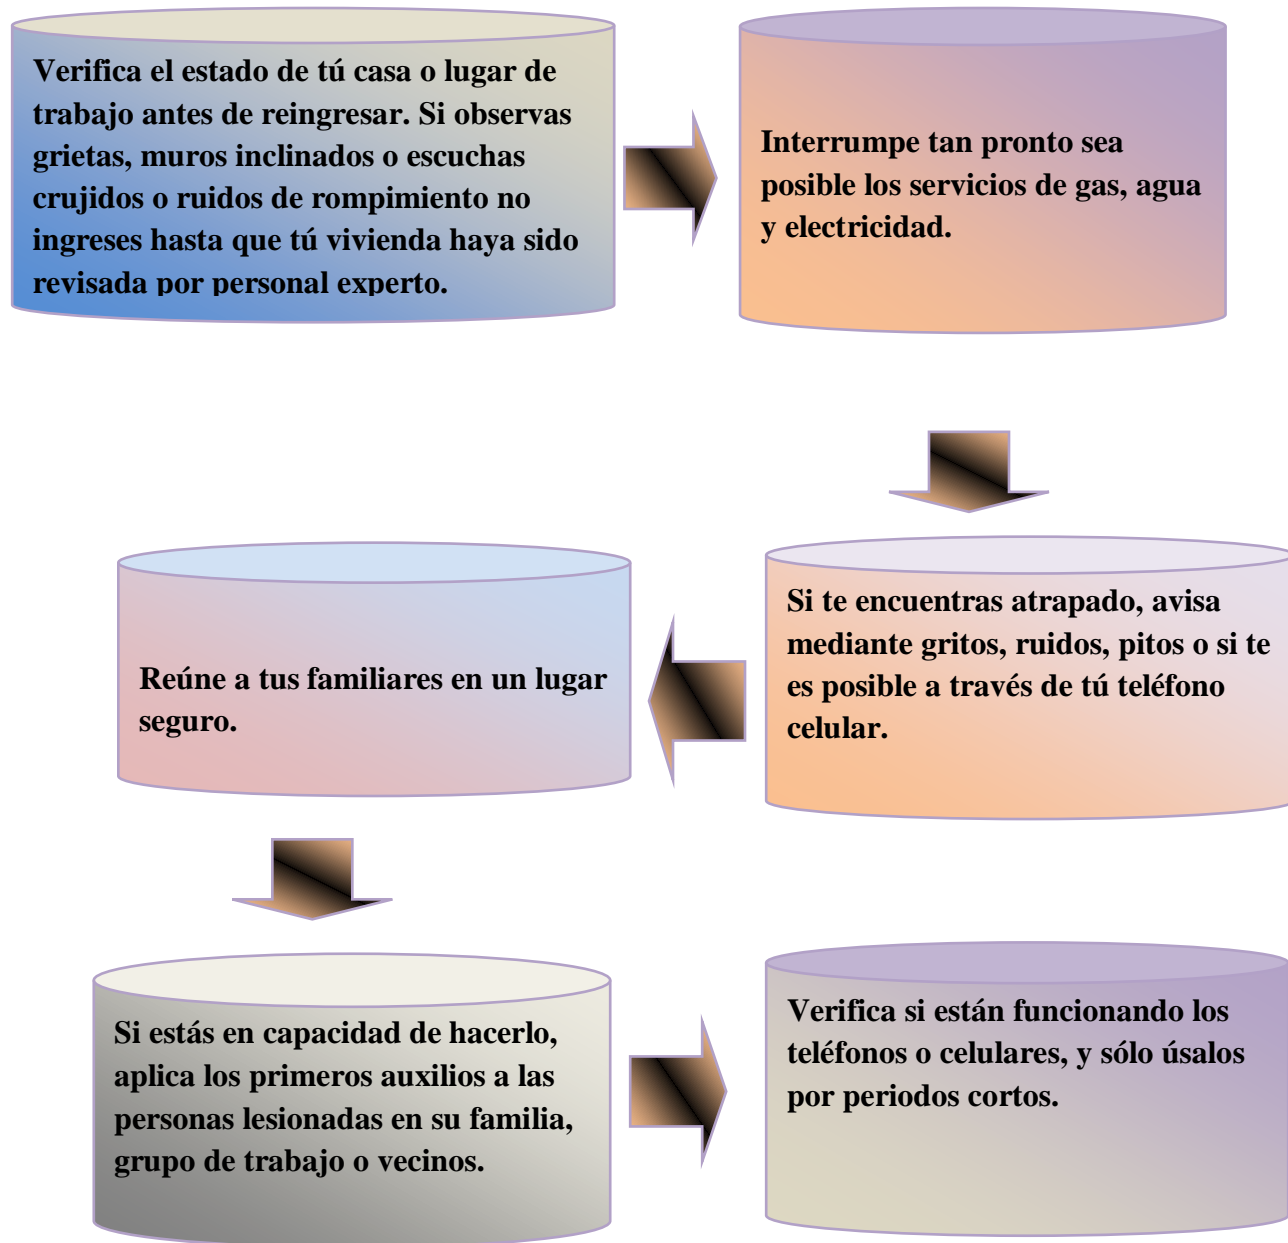 Verifica el estado de tú casa o lugar de
trabajo antes de reingresar. Si observas
grietas, muros inclinados o escuchas
crujidos o ruidos de rompimiento no
ingreses hasta que tú vivienda haya sido
revisada por personal experto.
Interrumpe tan pronto sea
posible los servicios de gas, agua
y electricidad.
Si te encuentras atrapado, avisa
mediante gritos, ruidos, pitos o si te
es posible a través de tú teléfono
celular.
Reúne a tus familiares en un lugar
seguro.
Si estás en capacidad de hacerlo,
aplica los primeros auxilios a las
personas lesionadas en su familia,
grupo de trabajo o vecinos.
Verifica si están funcionando los
teléfonos o celulares, y sólo úsalos
por periodos cortos.